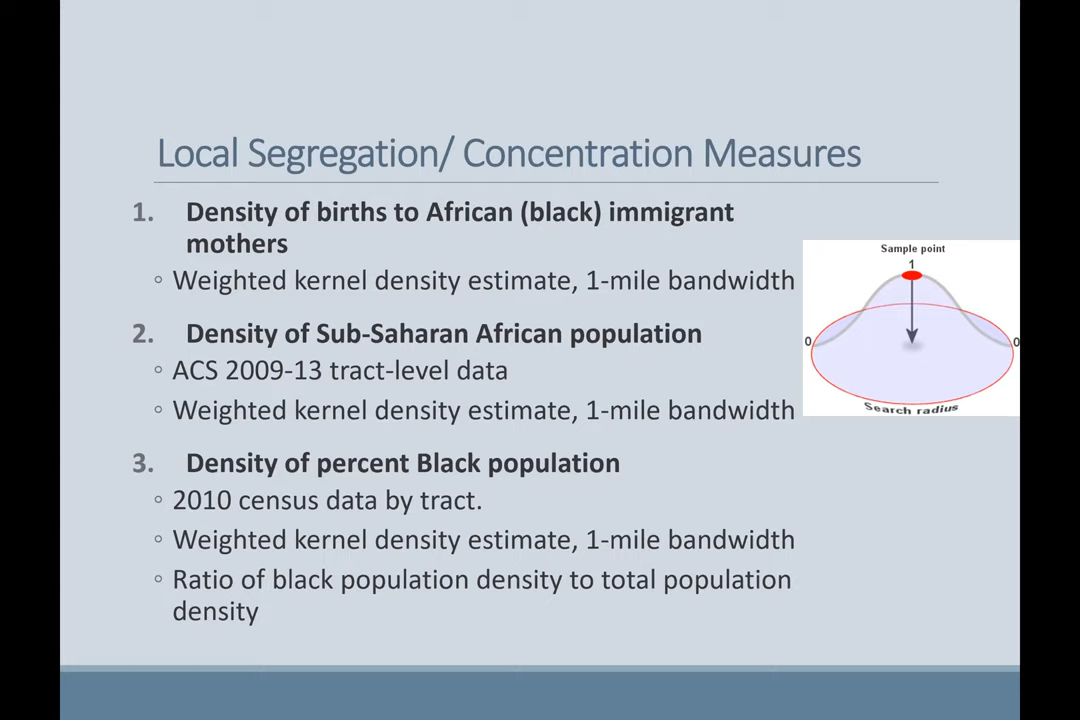 Local Segregation/ Concentration Measures
1. Density of births to African (black) immigrant
mothers
◦ Weighted kernel density estimate, 1-mile bandwidth
2. Density of Sub-Saharan African population
◦ ACS 2009-13 tract-level data
◦ Weighted kernel density estimate, 1-mile bandwidth
3. Density of percent Black population
◦ 2010 census data by tract.
◦ Weighted kernel density estimate, 1-mile bandwidth
◦ Ratio of black population density to total population
density
Sample point
1
0
0
Search radius